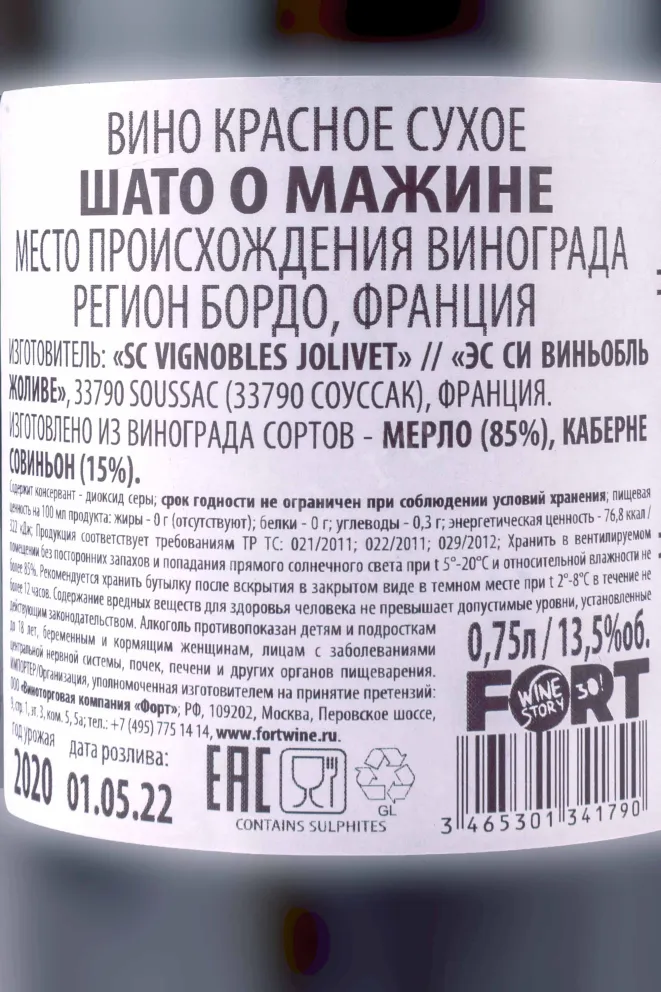 ВИНО КРАСНОЕ СУХОЕ
ШАТО О МАЖИНЕ
МЕСТО ПРОИСХОЖДЕНИЯ ВИНОГРАДА
РЕГИОН БОРДО, ФРАНЦИЯ
ИЗГОТОВИТЕЛЬ: «SC VIGNOBLES JOLIVET» // «ЭС СИ ВИНЬОБЛЬ
ЖОЛИВЕ», 33790 SOUSSAC (33790 СОУССАК), ФРАНЦИЯ.
ИЗГОТОВЛЕНО ИЗ ВИНОГРАДА СОРТОВ - МЕРЛО (85%), КАБЕРНЕ
СОВИНЬОН (15%).
Содержит консервант - диоксид серы; срок годности не ограничен при соблюдении условий хранения; пищевая
ценность на 100 мл продукта: жиры - 0 г (отсутствуют); белки - 0 г; углеводы - 0,3 г; энергетическая ценность - 76,8 ккал /
322 кДж; Продукция соответствует требованиям ТР ТС: 021/2011; 022/2011; 029/2012; Хранить в вентилируемом
помещении без посторонних запахов и попадания прямого солнечного света при t 5°-20°С и относительной влажности не
более 85%. Рекомендуется хранить бутылку после вскрытия в закрытом виде в темном месте при t 2°-8°С в течение не
более 12 часов. Содержание вредных веществ для здоровья человека не превышает допустимые уровни, установленные
действующим законодательством. Алкоголь противопоказан детям и подросткам
до 18 лет, беременным и кормящим женщинам, лицам с заболеваниями
центральной нервной системы, почек, печени и других органов пищеварения.
ИМПОРТЕР/Организация, уполномоченная изготовителем на принятие претензий:
ООО «Виноторговая компания «Форт»; РФ, 109202, Москва, Перовское шоссе,
9, стр. 1, эт. 3, ком. 5, 5а; тел.: +7 (495) 775 14 14, www.fortwine.ru.
0,75л / 13,5%об.
FORT
WINE STORY 30!
год урожая
2020
дата розлива:
01.05.22
EAC
GL
CONTAINS SULPHITES
3 465301 341790